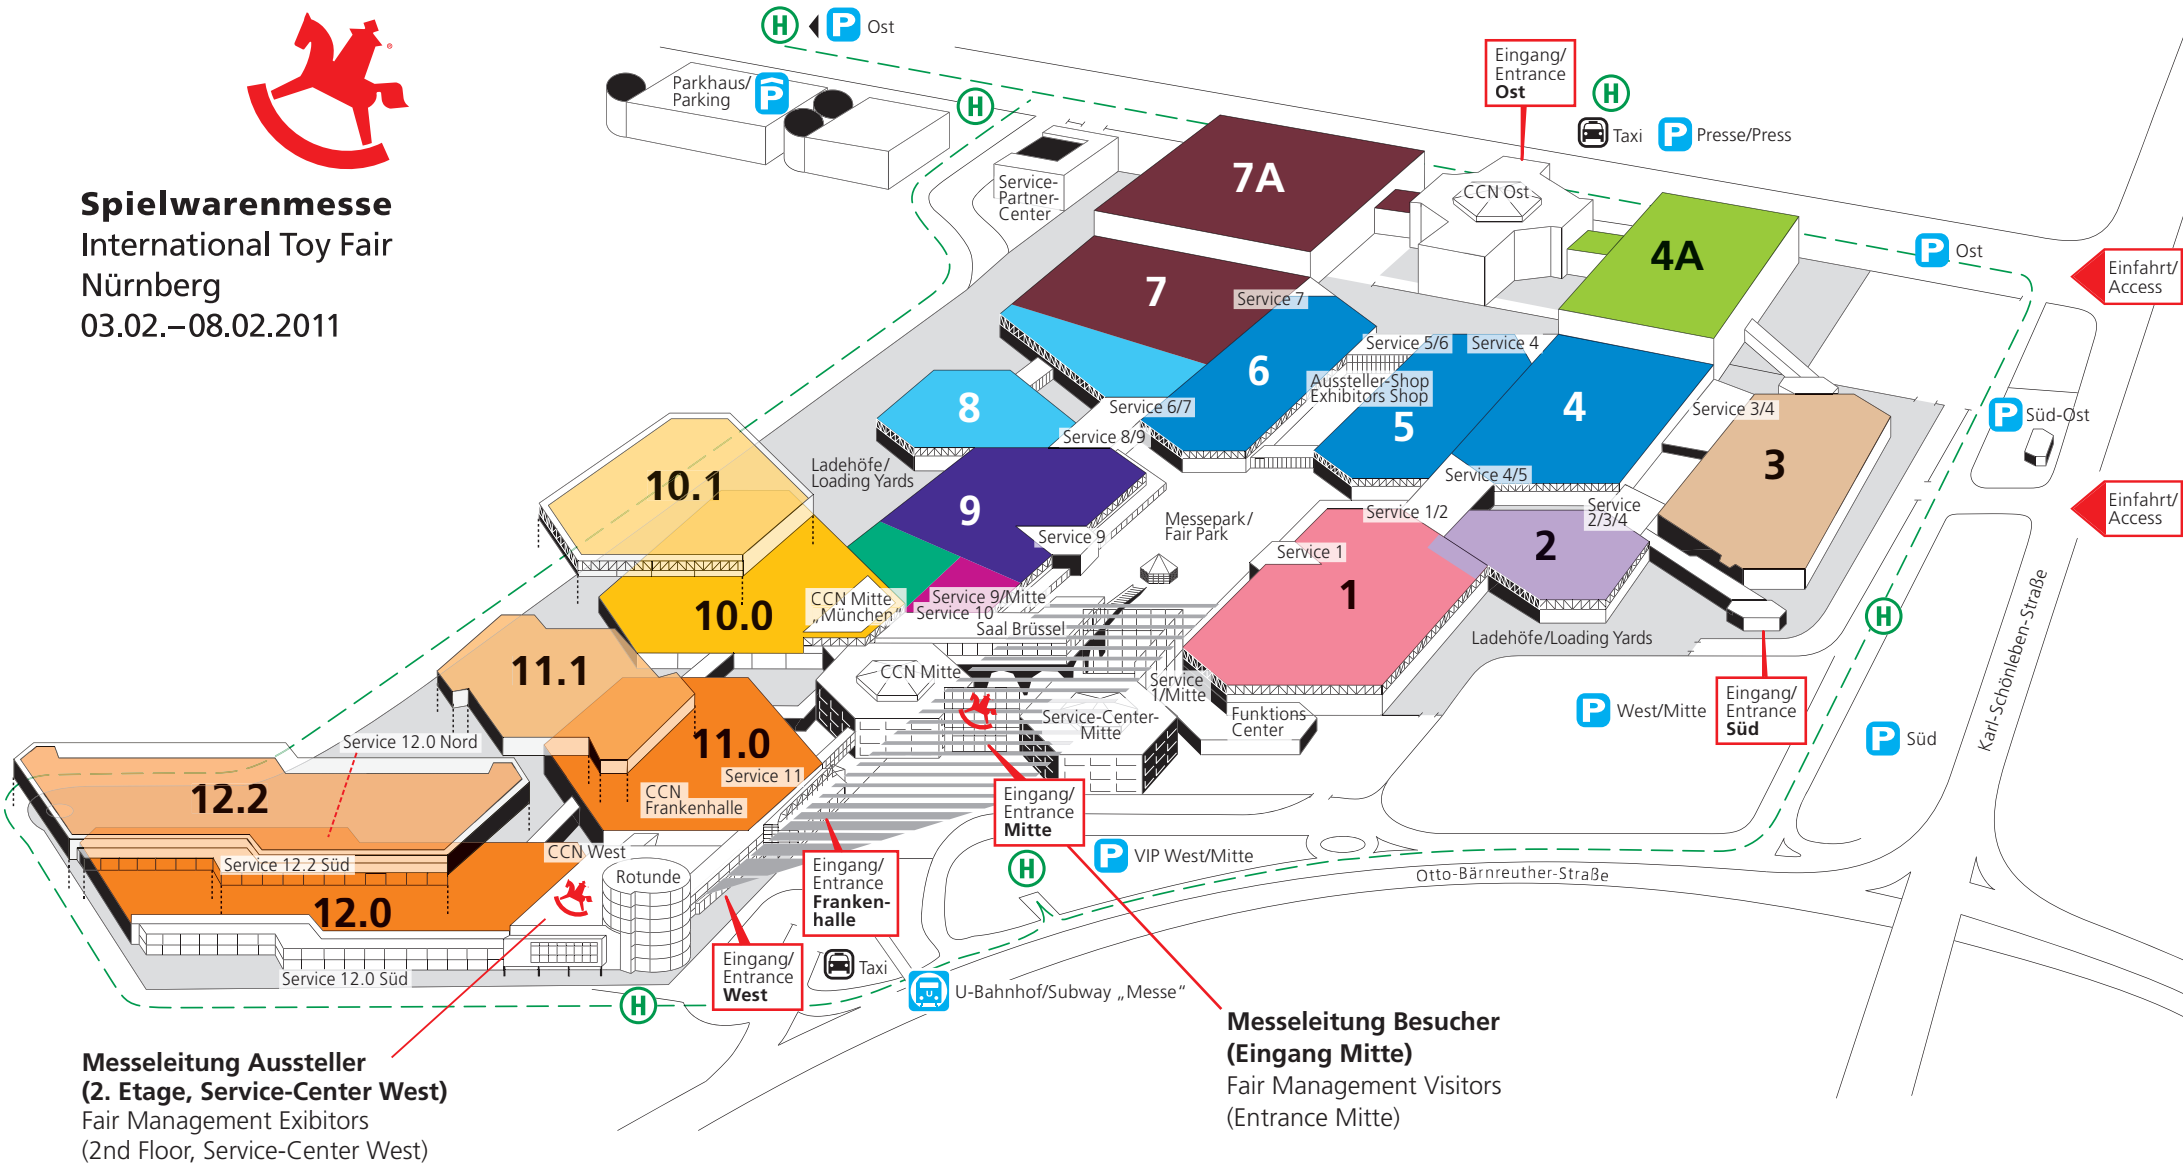 H
P Ost
Parkhaus/
Parking
P
H
Eingang/
Entrance
Ost
H
Taxi
P Presse/Press
Spielwarenmesse
International Toy Fair
Nürnberg
03.02.–08.02.2011
®
Service-
Partner-
Center
7A
CCN Ost
4A
P Ost
Einfahrt/
Access
7
Service 7
6
Service 5/6
Service 4
Aussteller-Shop
Exhibitors Shop
5
4
Service 3/4
3
P Süd-Ost
Einfahrt/
Access
8
Service 6/7
Service 8/9
Ladehöfe/
Loading Yards
10.1
9
Service 9
Messepark/
Fair Park
Service 4/5
Service 1/2
Service
2/3/4
2
Service 1
1
10.0
CCN Mitte
„München“
Service 9/Mitte
Service 10
Saal Brüssel
Ladehöfe/Loading Yards
H
Karl-Schönleben-Straße
11.1
CCN Mitte
Service
1/Mitte
Service-Center-
Mitte
Funktions
Center
P West/Mitte
Eingang/
Entrance
Süd
P Süd
Service 12.0 Nord
11.0
Service 11
CCN
Frankenhalle
12.2
Eingang/
Entrance
Mitte
Service 12.2 Süd
CCN West
Rotunde
Eingang/
Entrance
Franken-
halle
H
P VIP West/Mitte
Otto-Bärnreuther-Straße
12.0
Service 12.0 Süd
Eingang/
Entrance
West
Taxi
U
U-Bahnhof/Subway „Messe“
H
Messeleitung Aussteller
(2. Etage, Service-Center West)
Fair Management Exibitors
(2nd Floor, Service-Center West)
Messeleitung Besucher
(Eingang Mitte)
Fair Management Visitors
(Entrance Mitte)